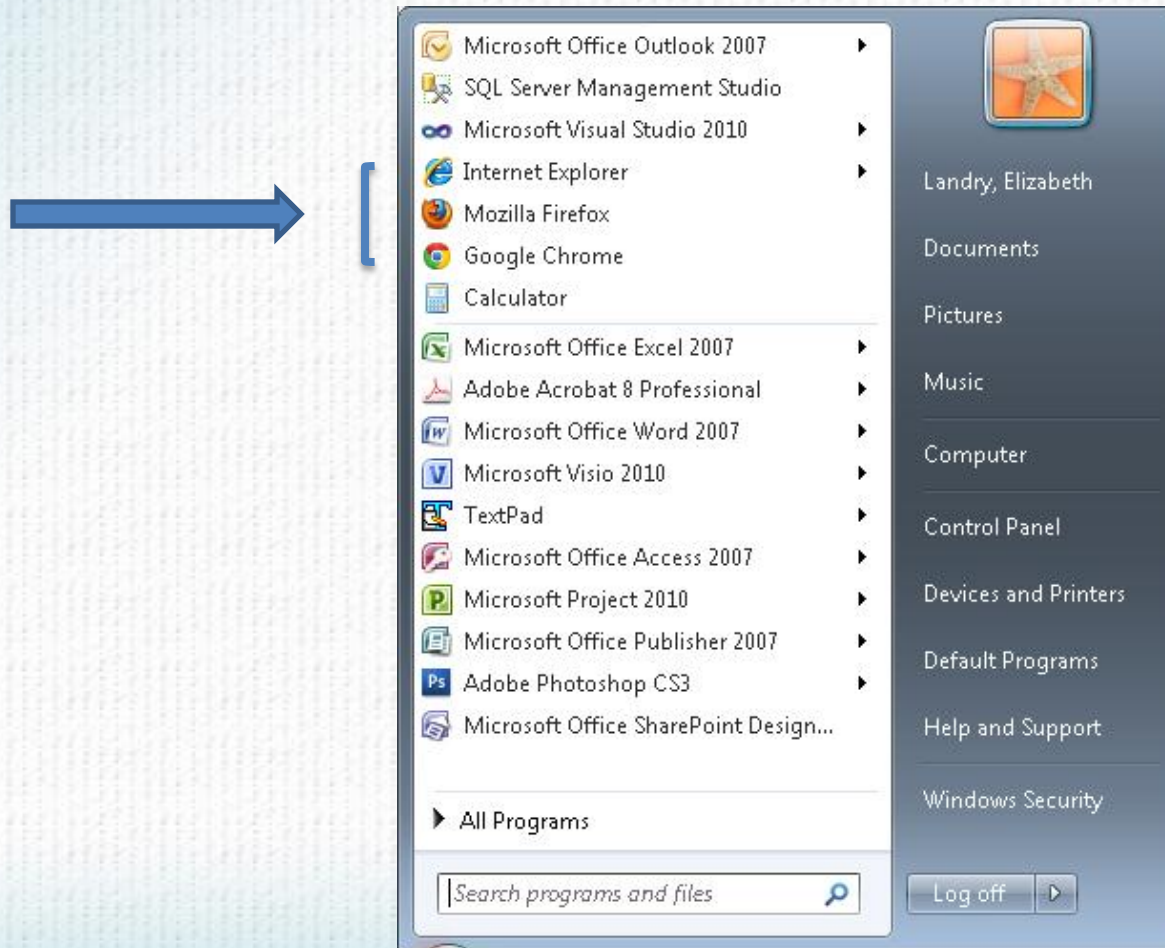 Microsoft Office Outlook 2007
SQL Server Management Studio
Microsoft Visual Studio 2010
Internet Explorer
Mozilla Firefox
Google Chrome
Calculator
Microsoft Office Excel 2007
Adobe Acrobat 8 Professional
Microsoft Office Word 2007
Microsoft Visio 2010
TextPad
Microsoft Office Access 2007
Microsoft Project 2010
Microsoft Office Publisher 2007
Ps Adobe Photoshop CS3
Microsoft Office SharePoint Design...
All Programs
Search programs and files
Landry, Elizabeth
Documents
Pictures
Music
Computer
Control Panel
Devices and Printers
Default Programs
Help and Support
Windows Security
Log off